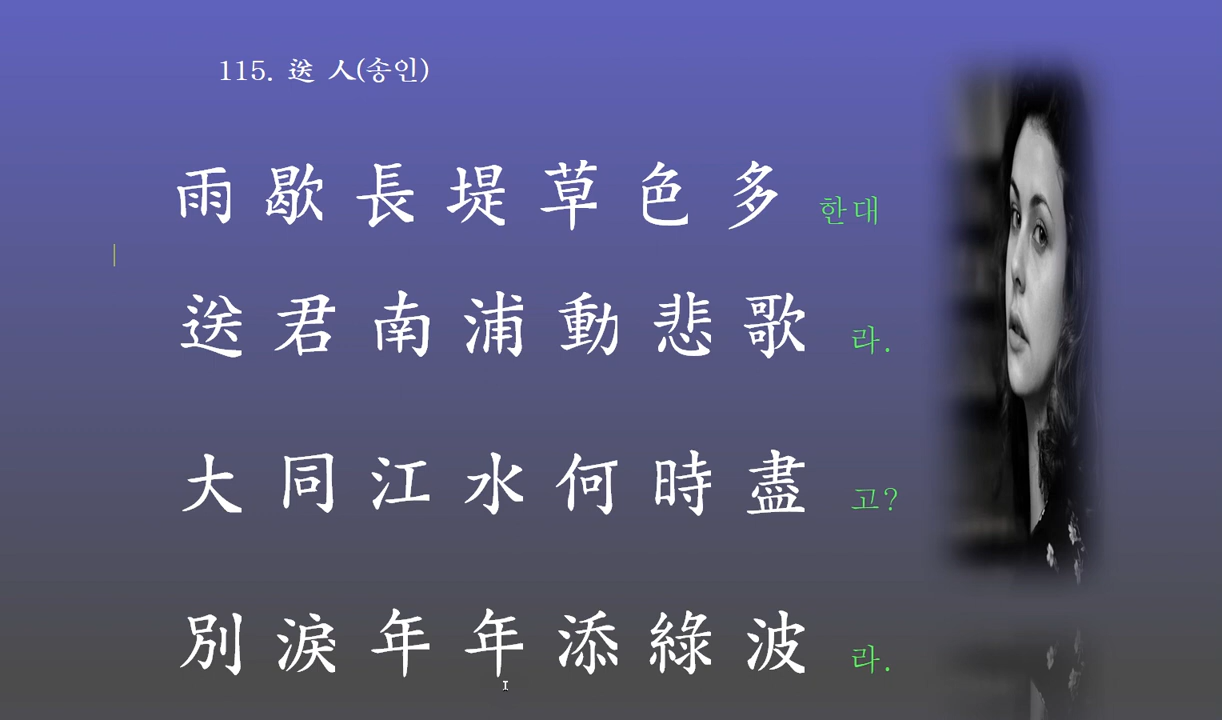 115. 送 人(송인)
雨 歇 長 堤 草 色 多 한대
送 君 南 浦 動 悲 歌 라.
大 同 江 水 何 時 盡 고?
別 淚 年 年 添 綠 波 라.